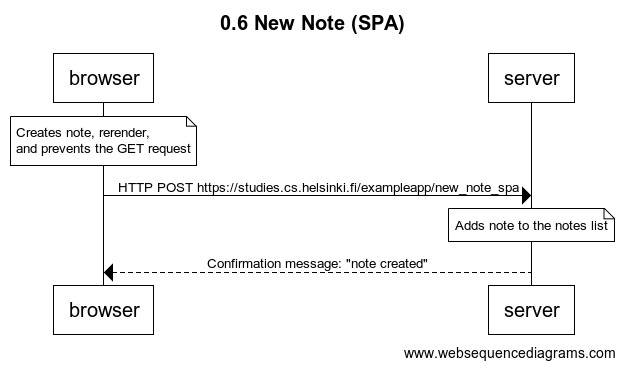 0.6 New Note (SPA)
browser
server
Creates note, rerender,
and prevents the GET request
HTTP POST https://studies.cs.helsinki.fi/exampleapp/new_note_spa
Adds note to the notes list
Confirmation message: "note created"
browser
server
www.websequencediagrams.com